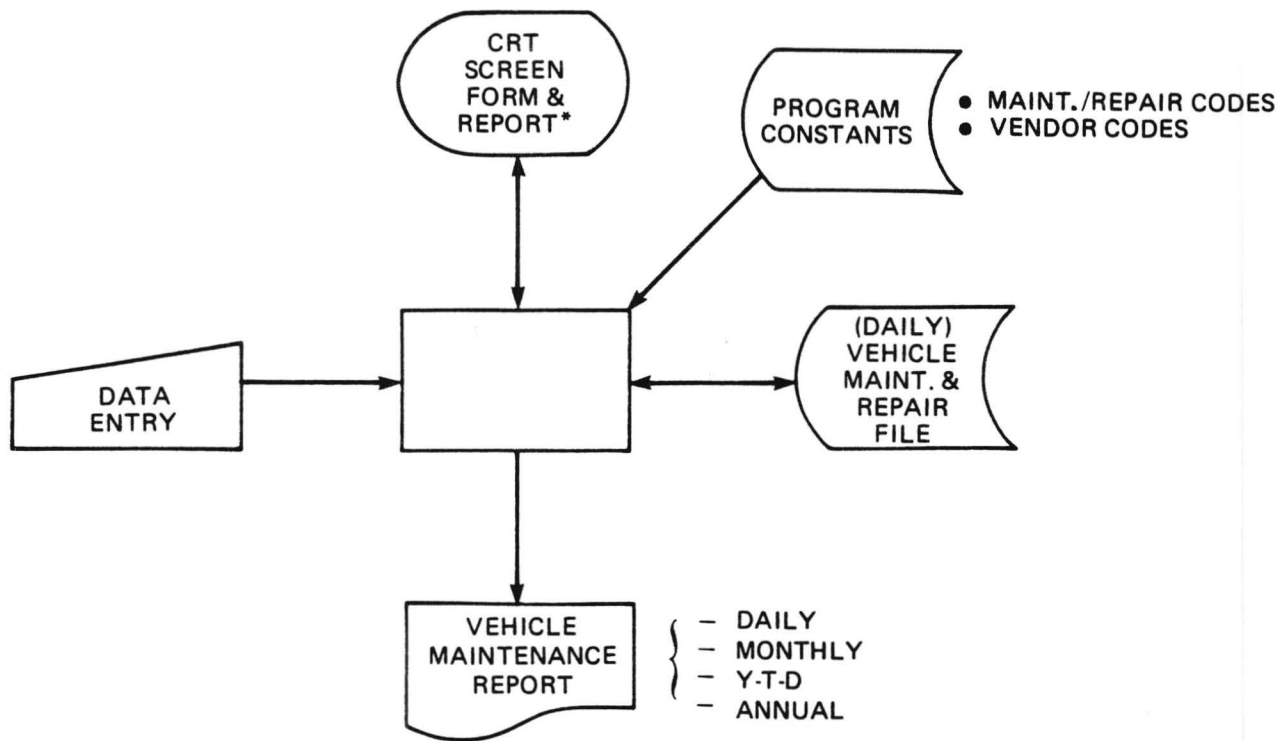 CRT
SCREEN
FORM &
REPORT*
PROGRAM
CONSTANTS
● MAINT./REPAIR CODES
● VENDOR CODES
DATA
ENTRY
(DAILY)
VEHICLE
MAINT. &
REPAIR
FILE
VEHICLE
MAINTENANCE
REPORT
– DAILY
– MONTHLY
– Y-T-D
– ANNUAL